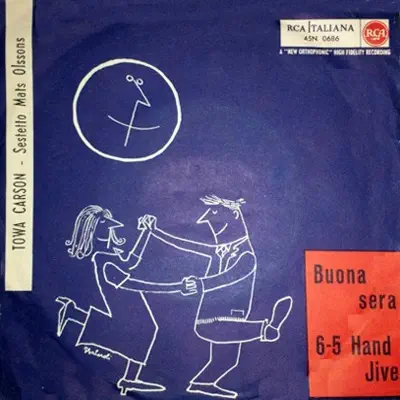 RCA ITALIANA
45N 0686
A "NEW ORTHOPHONIC" HIGH FIDELITY RECORDING
RCA
TOWA CARSON - Sestetto Mats Olssons
Buona
sera
6-5 Hand
Jive